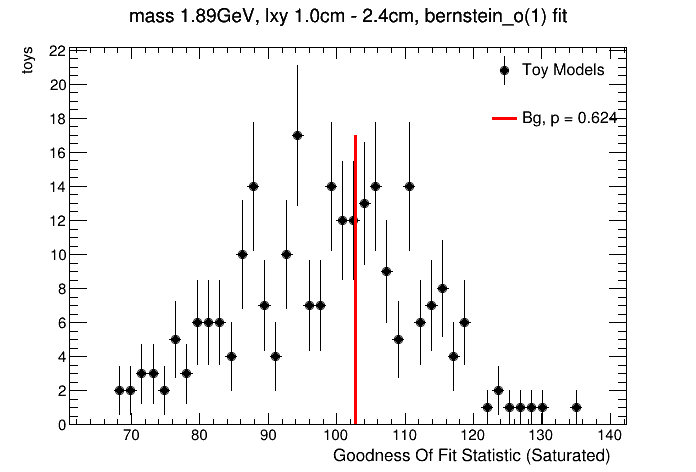 mass 1.89GeV, lxy 1.0cm - 2.4cm, bernstein_o(1) fit
toys
22
20
18
16
14
12
10
8
6
4
2
0
Toy Models
Bg, p = 0.624
70 80 90 100 110 120 130 140
Goodness Of Fit Statistic (Saturated)